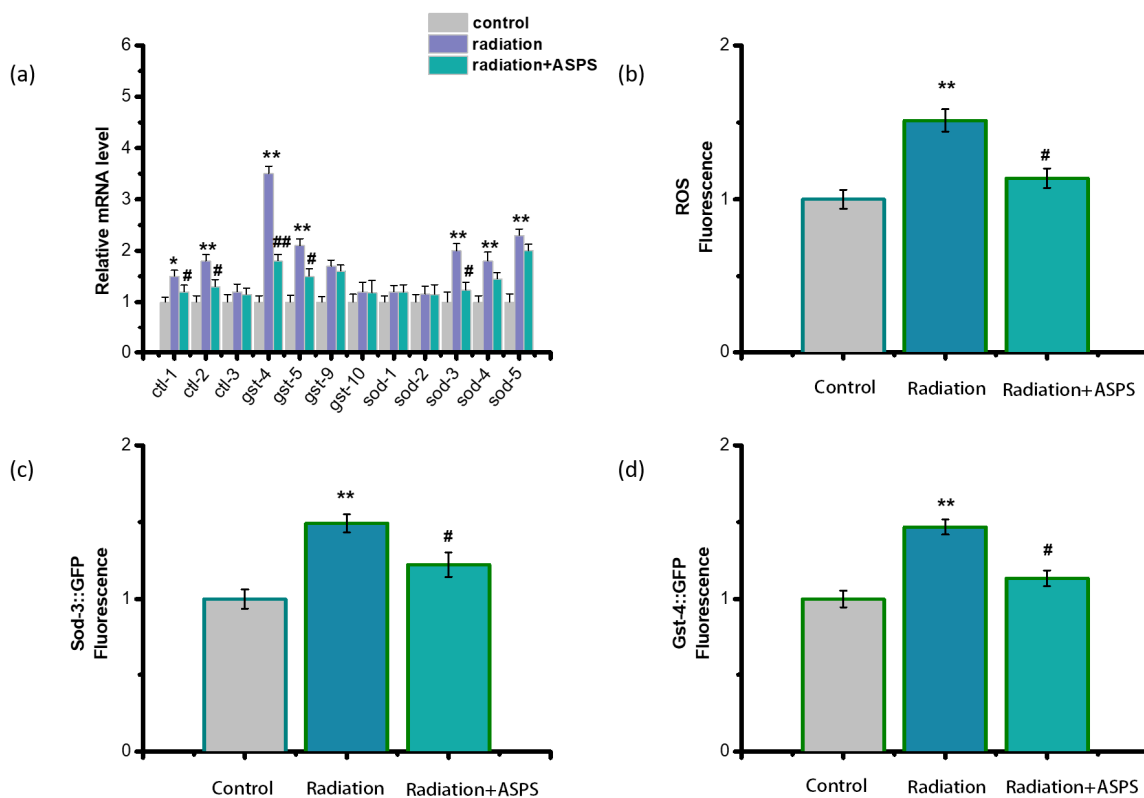 (a)
control
radiation
radiation+ASPS
Relative mRNA level
6
5
4
3
2
1
0
*
#
**
#
**
##
**
#
**
#
**
**
ctl-1
ctl-2
ctl-3
gst-4
gst-5
gst-9
gst-10
sod-1
sod-2
sod-3
sod-4
sod-5
(b)
ROS
Fluorescence
2
1
0
**
#
Control
Radiation
Radiation+ASPS
(c)
Sod-3::GFP
Fluorescence
2
1
0
**
#
Control
Radiation
Radiation+ASPS
(d)
Gst-4::GFP
Fluorescence
2
1
0
**
#
Control
Radiation
Radiation+ASPS